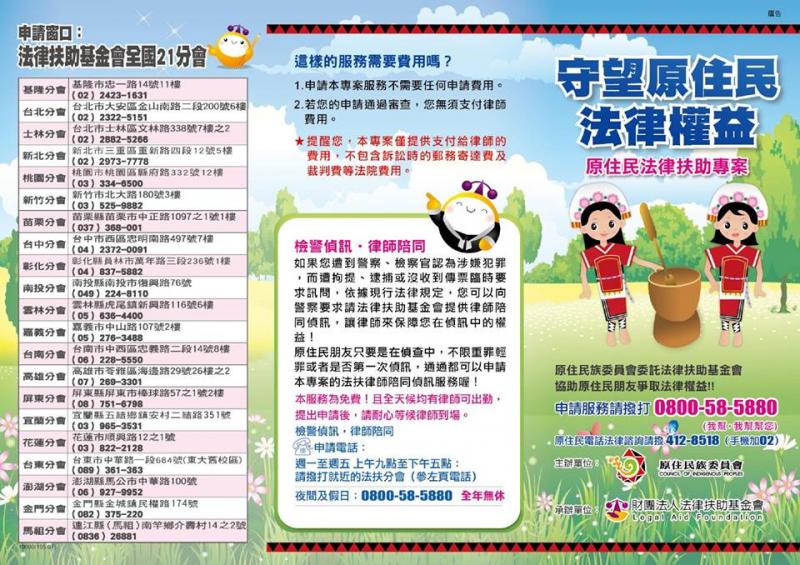 廣告
申請窗口：
法律扶助基金會全國21分會
基隆分會 基隆市忠一路14號11樓
（02）2423-1631
台北分會 台北市大安區金山南路二段200號6樓
（02）2322-5151
士林分會 台北市士林區文林路338號7樓之2
（02）2882-5266
新北分會 新北市三重區重新路四段12號5樓
（02）2973-7778
桃園分會 桃園市桃園區縣府路332號12樓
（03）334-6500
新竹分會 新竹市北大路180號3樓
（03）525-9882
苗栗分會 苗栗縣苗栗市中正路1097之1號1樓
（037）368-001
台中分會 台中市西區忠明南路497號7樓
（04）2372-0091
彰化分會 彰化縣員林市萬年路三段236號1樓
（04）837-5882
南投分會 南投縣南投市復興路76號
（049）224-8110
雲林分會 雲林縣虎尾鎮新興路116號6樓
（05）636-4400
嘉義分會 嘉義市中山路107號2樓
（05）276-3488
台南分會 台南市中西區忠義路二段14號8樓
（06）228-5550
高雄分會 高雄市苓雅區海邊路29號26樓之2
（07）269-3301
屏東分會 屏東縣屏東市棒球路57之1號2樓
（08）751-6798
宜蘭分會 宜蘭縣五結鄉鎮安村二結路351號
（03）965-3531
花蓮分會 花蓮市順興路12之1號
（03）822-2128
台東分會 台東市中華路一段684號(東大舊校區)
（089）361-363
澎湖分會 澎湖縣馬公市中華路100號
（06）927-9952
金門分會 金門縣金城鎮民權路174號
（082）375-220
馬祖分會 連江縣（馬祖）南竿鄉介壽村14之2號
（0836）26881
這樣的服務需要費用嗎？
1.申請本專案服務不需要任何申請費用。
2.若您的申請通過審查，您無須支付律師
費用。
★提醒您，本專案僅提供支付給律師的
費用，不包含訴訟時的郵務寄達費及
裁判費等法院費用。
檢警偵訊・律師陪同
如果您遭到警察、檢察官認為涉嫌犯罪
，而遭拘提、逮捕或沒收到傳票臨時要
求訊問，依據現行法律規定，您可以向
警察要求請法律扶助基金會提供律師陪
同偵訊，讓律師來保障您在偵訊中的權
益！
原住民朋友只要是在偵查中，不限重罪輕
罪或者是否第一次偵訊，通通都可以申請
本專案的法扶律師陪同偵訊服務喔！
本服務為免費！且全天候均有律師可出勤，
提出申請後，請耐心等候律師到場。
檢警偵訊，律師陪同
申請電話：
週一至週五 上午九點至下午五點：
請撥打就近的法扶分會（參左頁電話）
夜間及假日：0800-58-5880 全年無休
守望原住民
法律權益
原住民法律扶助專案
原住民族委員會委託法律扶助基金會
協助原住民朋友爭取法律權益!!
申請服務請撥打 0800-58-5880
（我幫・我幫幫您）
原住民電話法律諮詢請撥 412-8518（手機加02）
主辦單位： 原住民族委員會
COUNCIL OF INDIGENOUS PEOPLES
承辦單位： 財團法人法律扶助基金會
Legal Aid Foundation